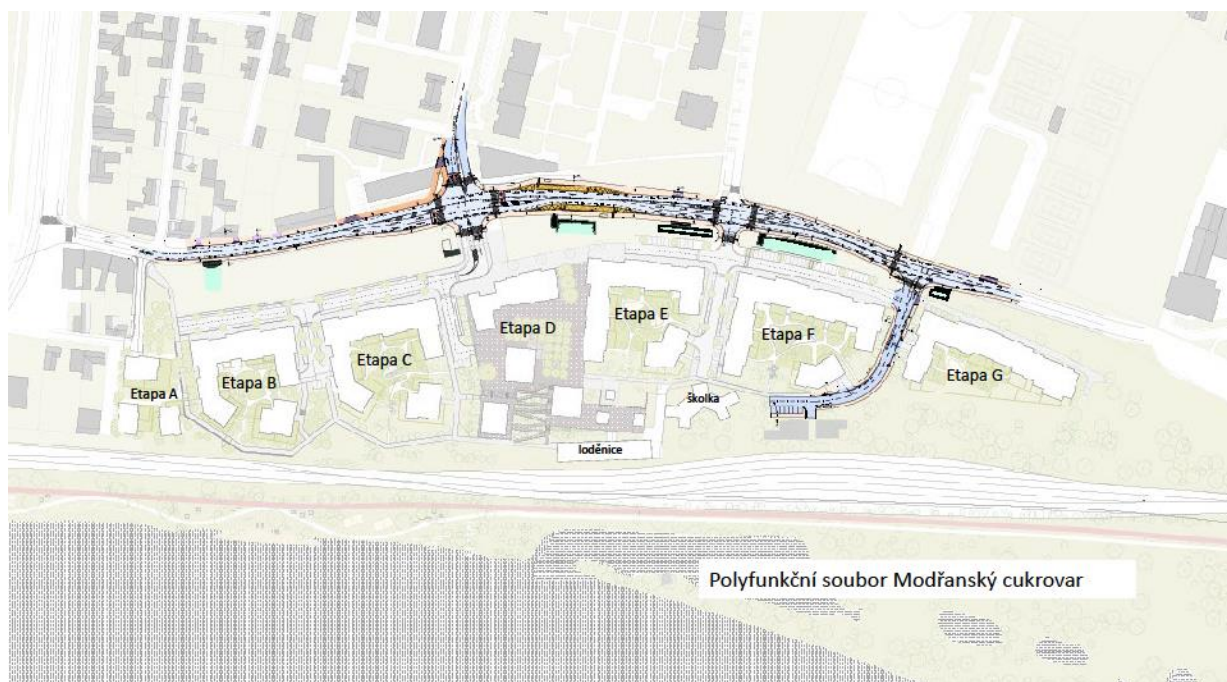 Etapa A
Etapa B
Etapa C
Etapa D
Etapa E
Etapa F
Etapa G
školka
loděnice
Polyfunkční soubor Modřanský cukrovar